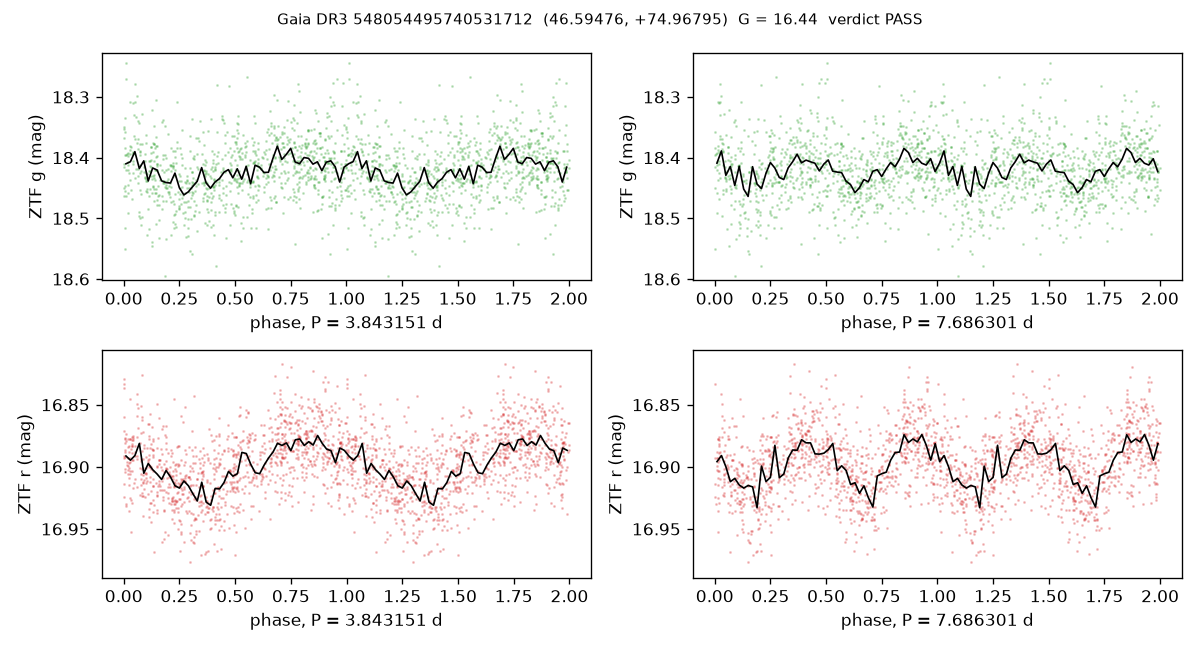 Gaia DR3 548054495740531712 (46.59476, +74.96795) G = 16.44 verdict PASS
ZTF g (mag)
18.3
18.4
18.5
18.6
0.00 0.25 0.50 0.75 1.00 1.25 1.50 1.75 2.00
phase, P = 3.843151 d
ZTF g (mag)
18.3
18.4
18.5
18.6
0.00 0.25 0.50 0.75 1.00 1.25 1.50 1.75 2.00
phase, P = 7.686301 d
ZTF r (mag)
16.85
16.90
16.95
0.00 0.25 0.50 0.75 1.00 1.25 1.50 1.75 2.00
phase, P = 3.843151 d
ZTF r (mag)
16.85
16.90
16.95
0.00 0.25 0.50 0.75 1.00 1.25 1.50 1.75 2.00
phase, P = 7.686301 d